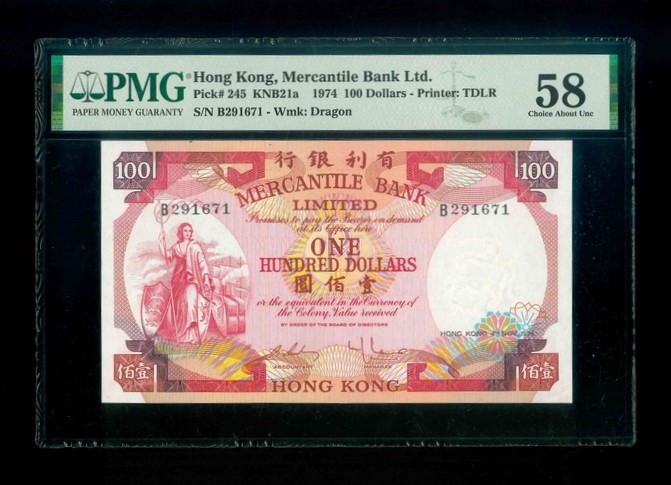 PMG
PAPER MONEY GUARANTY
Hong Kong, Mercantile Bank Ltd.
Pick# 245 KNB21a 1974 100 Dollars - Printer: TDLR
S/N B291671 - Wmk: Dragon
58
Choice About Unc
100
行銀利有
100
MERCANTILE BANK
LIMITED
B291671
B291671
Promises to pay the Bearer on demand
at its Office here
ONE
HUNDRED DOLLARS
圓佰壹
or the equivalent in the Currency of
the Colony, Value received
BY ORDER OF THE BOARD OF DIRECTORS
HONG KONG
佰壹
HONG KONG
佰壹